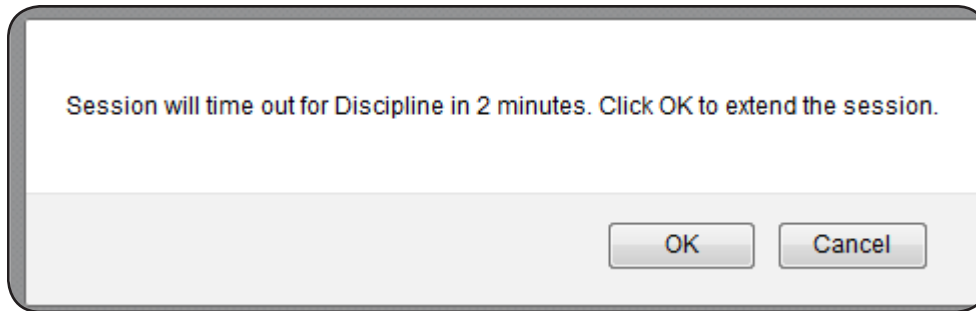 Session will time out for Discipline in 2 minutes. Click OK to extend the session.
OK
Cancel